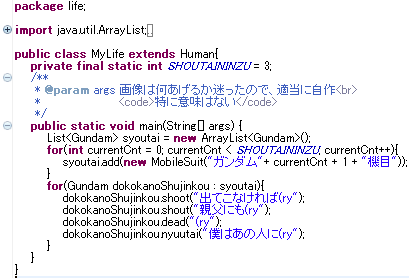 package life;
import java.util.ArrayList;
public class MyLife extends Human{
private final static int SHOUTAININZU = 3;
/**
* @param args 画像は何あげるか迷ったので、適当に自作<br>
* <code>特に意味はない</code>
*/
public static void main(String[] args) {
List<Gundam> syoutai = new ArrayList<Gundam>();
for(int currentCnt = 0; currentCnt < SHOUTAININZU; currentCnt++){
syoutai.add(new MobileSuit("ガンダム"+ currentCnt + 1 + "機目"));
}
for(Gundam dokokanoShujinkou : syoutai){
dokokanoShujinkou.shoot("出てこなければ(ry");
dokokanoShujinkou.shout("親父にも(ry");
dokokanoShujinkou.dead("(ry");
dokokanoShujinkou.nyuutai("僕はあの人に(ry");
}
}
}